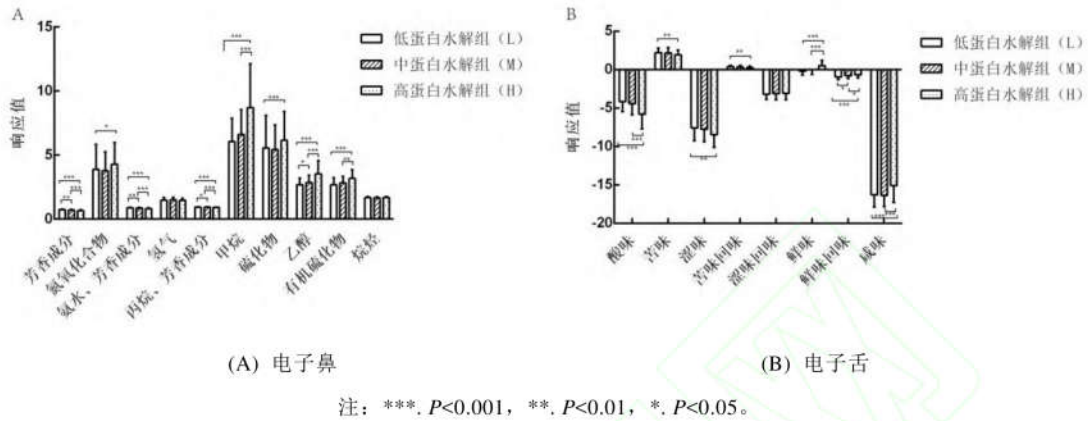 A
15
10
5
0
响应值
低蛋白水解组（L）
中蛋白水解组（M）
高蛋白水解组（H）
***
**
***
*
***
**
***
***
*
***
***
***
***
***
*
***
***
**
芳香成分
氮氧化合物
氨水、芳香成分
氢气
丙烷、芳香成分
甲烷
硫化物
乙醇
有机硫化物
烷烃
B
5
0
-5
-10
-15
-20
响应值
低蛋白水解组（L）
中蛋白水解组（M）
高蛋白水解组（H）
**
**
***
***
***
***
**
***
酸味
苦味
涩味
苦味回味
涩味回味
鲜味
鲜味回味
咸味
(A) 电子鼻
(B) 电子舌
注：***. P<0.001，**. P<0.01，*. P<0.05。